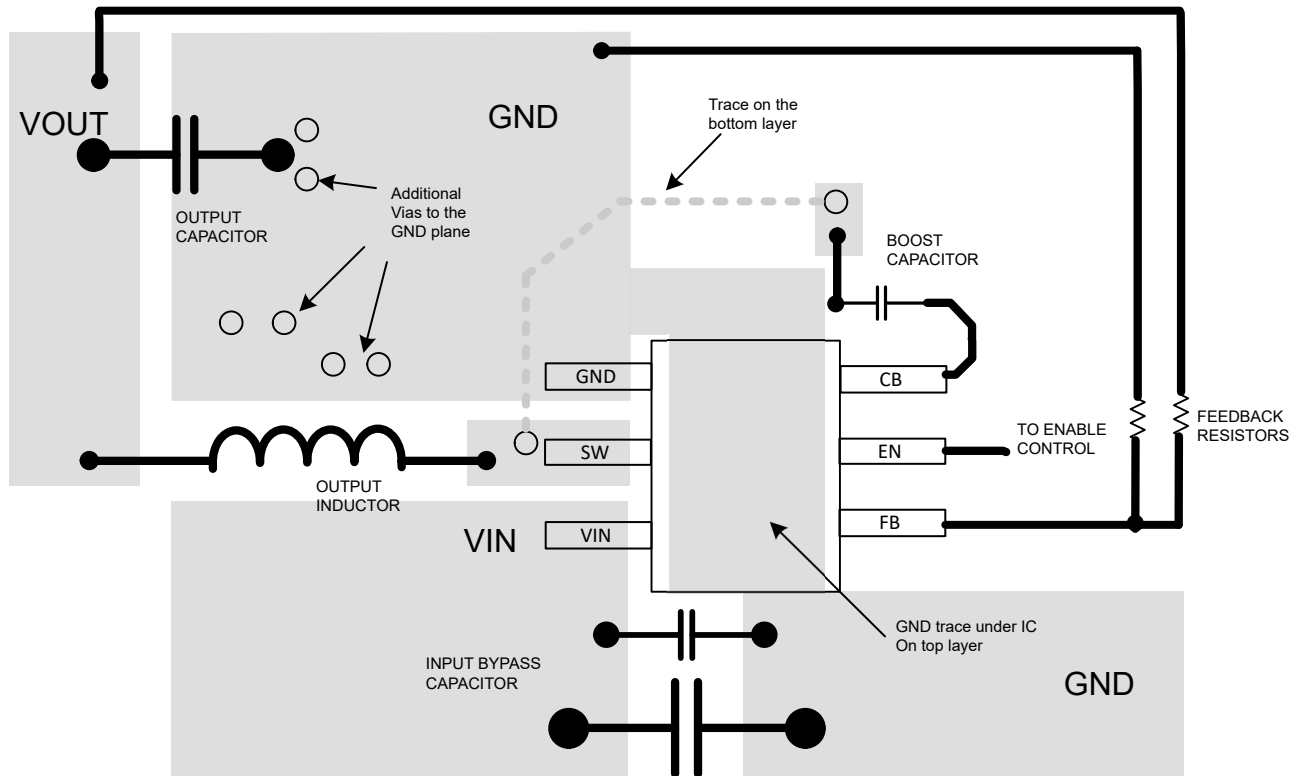 VOUT
GND
Trace on the
bottom layer
Additional
Vias to the
GND plane
OUTPUT
CAPACITOR
BOOST
CAPACITOR
GND
CB
TO ENABLE
CONTROL
FEEDBACK
RESISTORS
SW
EN
OUTPUT
INDUCTOR
VIN
VIN
FB
GND trace under IC
On top layer
INPUT BYPASS
CAPACITOR
GND